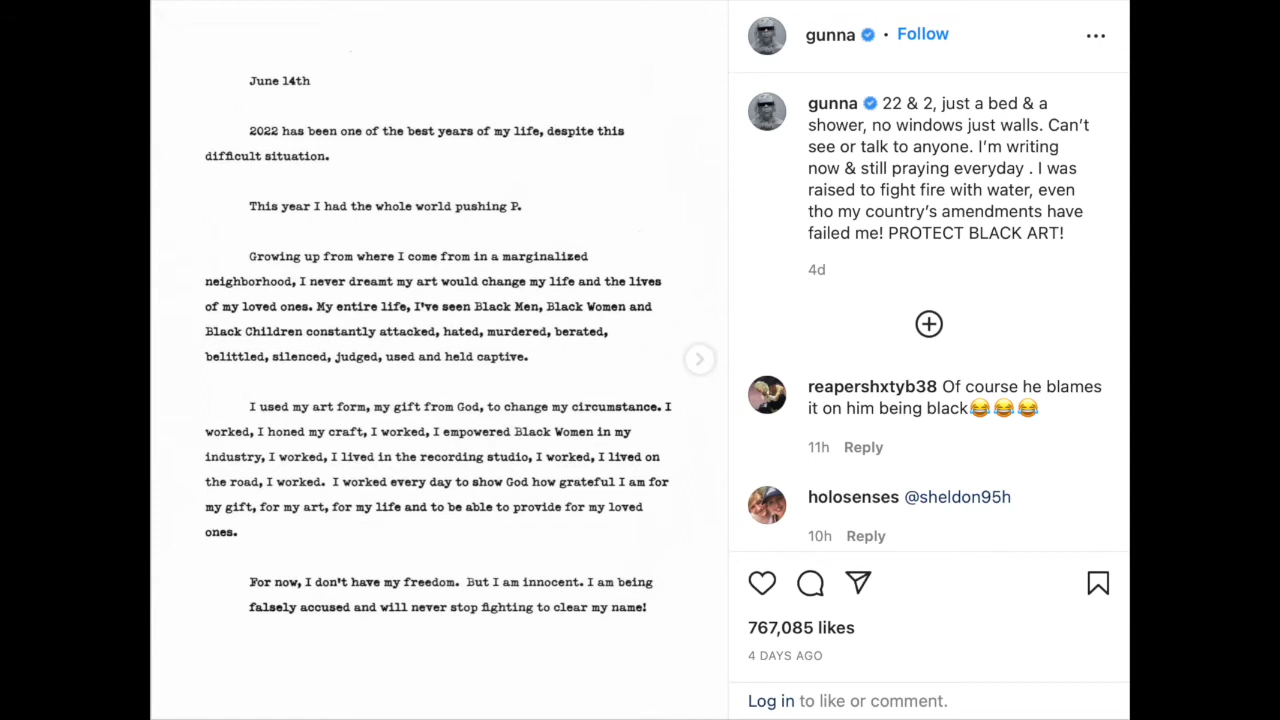 June 14th
2022 has been one of the best years of my life, despite this
difficult situation.
This year I had the whole world pushing P.
Growing up from where I come from in a marginalized
neighborhood, I never dreamt my art would change my life and the lives
of my loved ones. My entire life, I've seen Black Men, Black Women and
Black Children constantly attacked, hated, murdered, berated,
belittled, silenced, judged, used and held captive.
I used my art form, my gift from God, to change my circumstance. I
worked, I honed my craft, I worked, I empowered Black Women in my
industry, I worked, I lived in the recording studio, I worked, I lived on
the road, I worked.  I worked every day to show God how grateful I am for
my gift, for my art, for my life and to be able to provide for my loved
ones.
For now, I don't have my freedom.  But I am innocent. I am being
falsely accused and will never stop fighting to clear my name!
gunna • Follow
gunna 22 & 2, just a bed & a
shower, no windows just walls. Can't
see or talk to anyone. I'm writing
now & still praying everyday . I was
raised to fight fire with water, even
tho my country's amendments have
failed me! PROTECT BLACK ART!
4d
reapershxtyb38 Of course he blames
it on him being black😂😂😂
11h Reply
holosenses @sheldon95h
10h Reply
767,085 likes
4 DAYS AGO
Log in to like or comment.